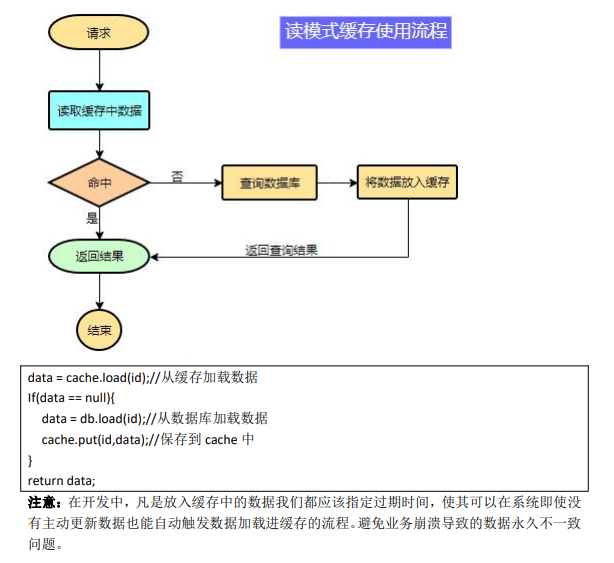 请求
读模式缓存使用流程
读取缓存中数据
命中
否
查询数据库
将数据放入缓存
是
返回结果
返回查询结果
结束
data = cache.load(id);//从缓存加载数据
If(data == null){
data = db.load(id);//从数据库加载数据
cache.put(id,data);//保存到 cache 中
}
return data;
注意：在开发中，凡是放入缓存中的数据我们都应该指定过期时间，使其可以在系统即使没
有主动更新数据也能自动触发数据加载进缓存的流程。避免业务崩溃导致的数据永久不一致
问题。